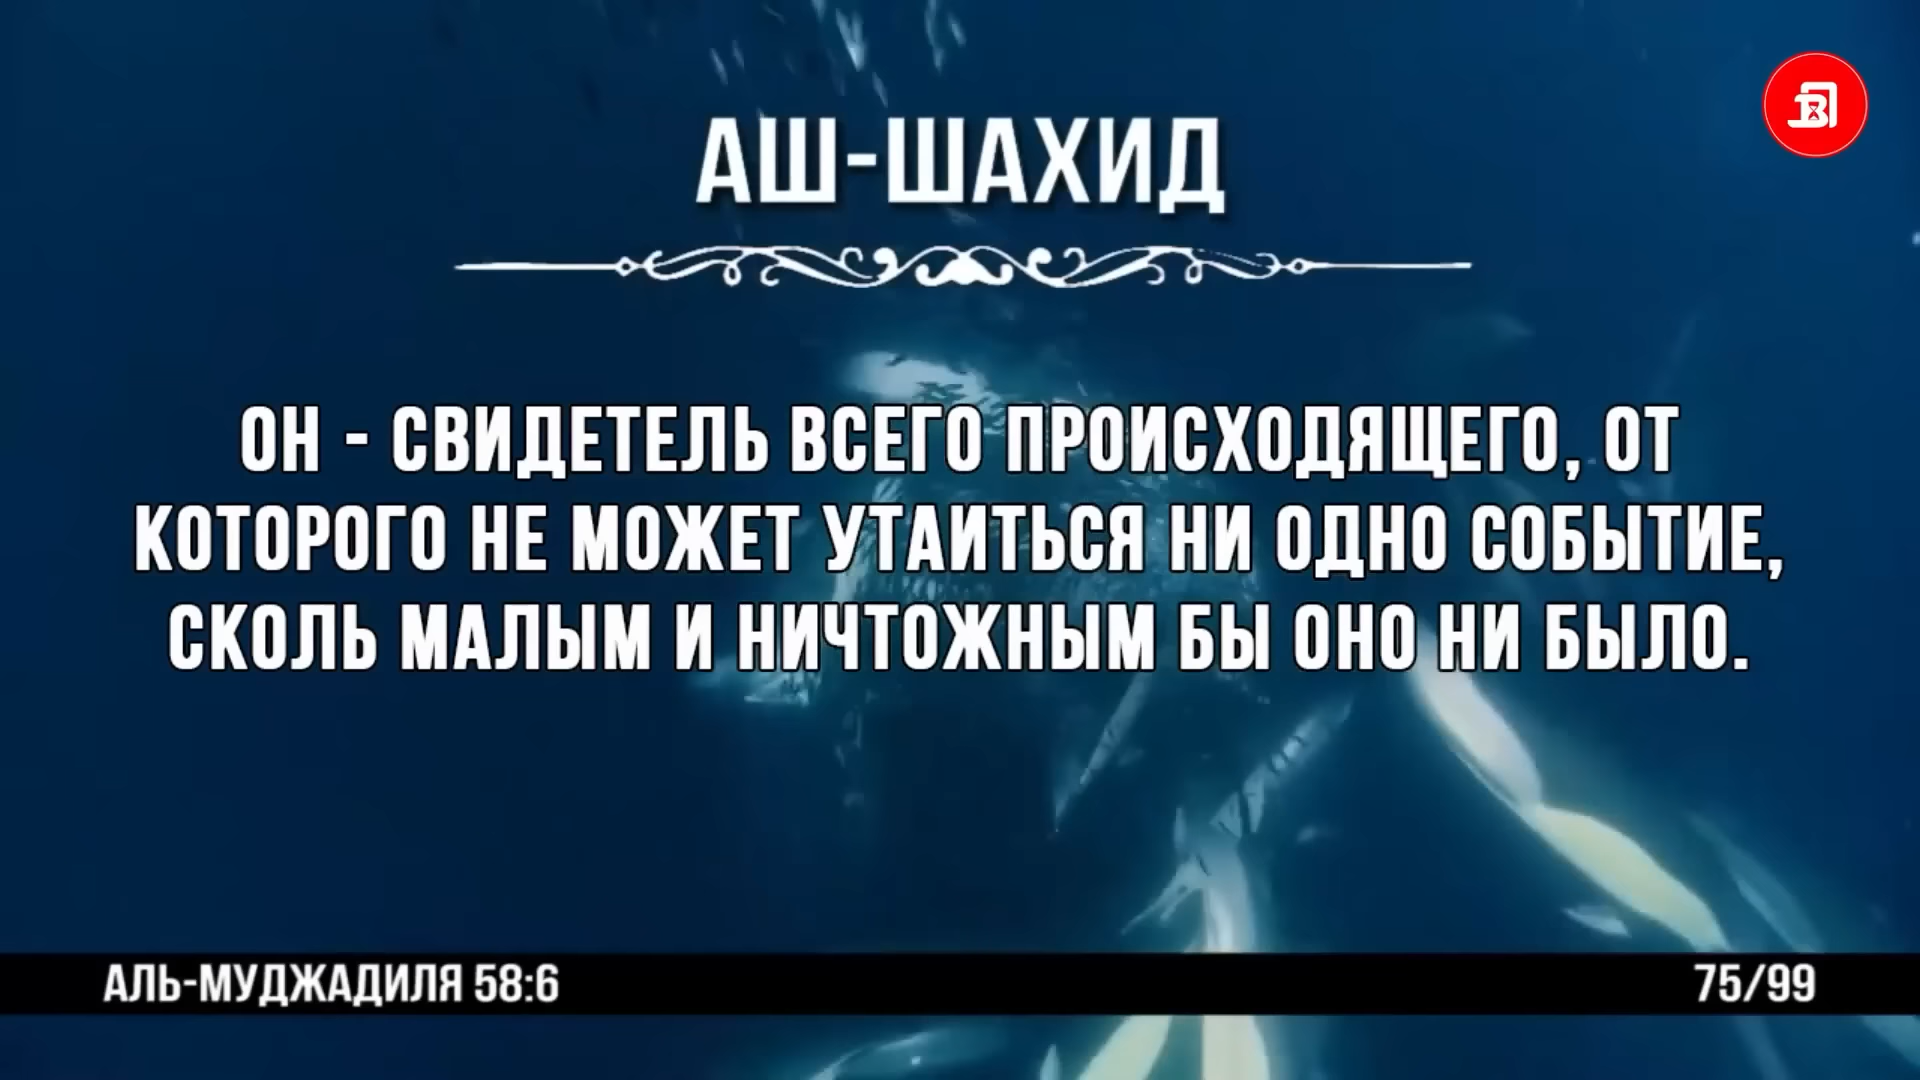 АШ-ШАХИД
ОН - СВИДЕТЕЛЬ ВСЕГО ПРОИСХОДЯЩЕГО, ОТ
КОТОРОГО НЕ МОЖЕТ УТАИТЬСЯ НИ ОДНО СОБЫТИЕ,
СКОЛЬ МАЛЫМ И НИЧТОЖНЫМ БЫ ОНО НИ БЫЛО.
АЛЬ-МУДЖАДИЛЯ 58:6
75/99